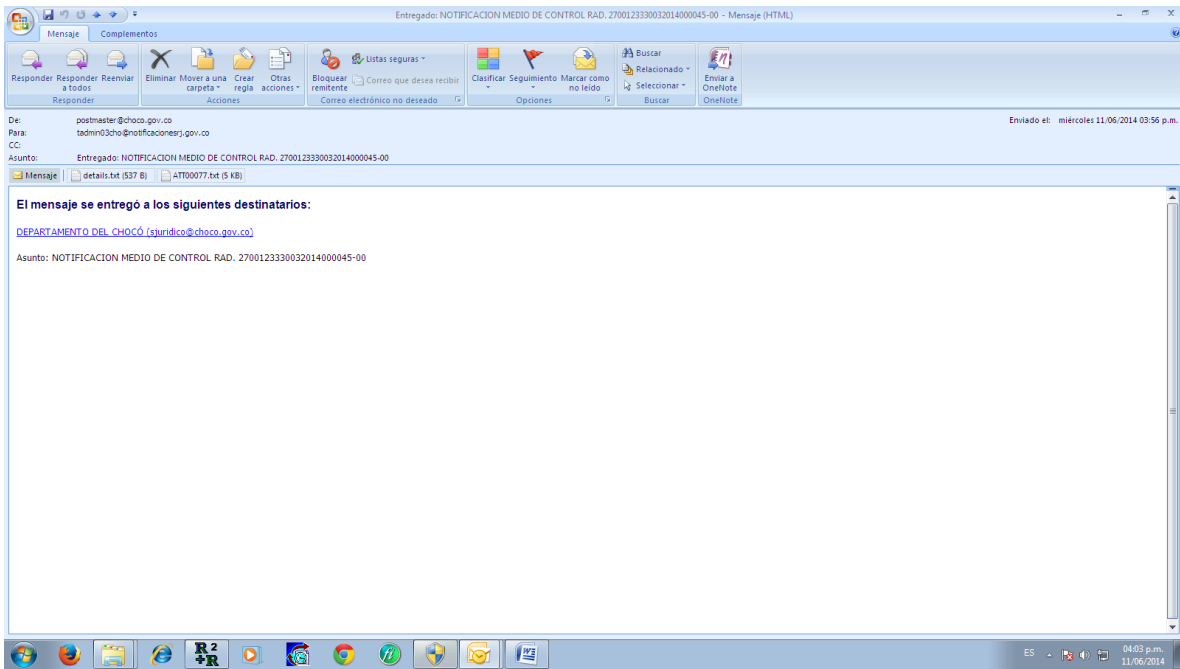 Entregado: NOTIFICACION MEDIO DE CONTROL RAD. 27001233300320140000045-00 - Mensaje (HTML)
Mensaje Complementos
Responder Responder a todos Reenviar
Responder
Eliminar Mover a una carpeta Crear regla Otras acciones
Acciones
Bloquear remitente Listas seguras Correo que desea recibir
Correo electrónico no deseado
Clasificar Seguimiento Marcar como no leído
Opciones
Buscar Relacionado Seleccionar
Buscar
Enviar a OneNote
OneNote
De: postmaster@choco.gov.co
Enviado el: miércoles 11/06/2014 03:56 p.m.
Para: tadmin03cho@notificacionesrj.gov.co
CC:
Asunto: Entregado: NOTIFICACION MEDIO DE CONTROL RAD. 2700123330032014000045-00
Mensaje details.txt (537 B) ATT00077.txt (5 KB)
El mensaje se entregó a los siguientes destinatarios:
DEPARTAMENTO DEL CHOCÓ (sjuridico@choco.gov.co)
Asunto: NOTIFICACION MEDIO DE CONTROL RAD. 2700123330032014000045-00
R2+R
ES 04:03 p.m.
11/06/2014